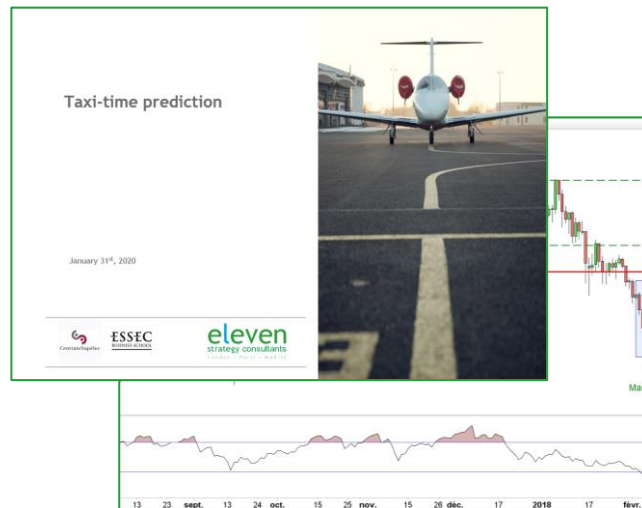 Taxi-time prediction
January 31st, 2020
CentraleSupélec
ESSEC
BUSINESS SCHOOL
eleven
strategy consultants
Ma
13 23 sept. 13 24 oct. 15 25 nov. 15 26 déc. 17 2018 17 févr.